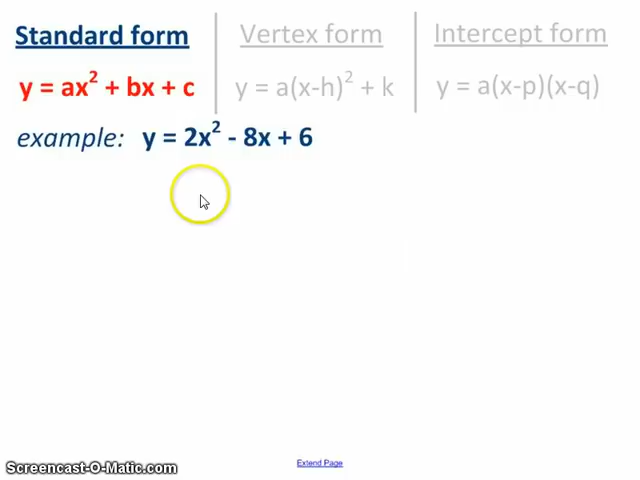 Standard form
y = ax² + bx + c
Vertex form
y = a(x-h)² + k
Intercept form
y = a(x-p)(x-q)
example: y = 2x² - 8x + 6
Extend Page
Screencast-O-Matic.com